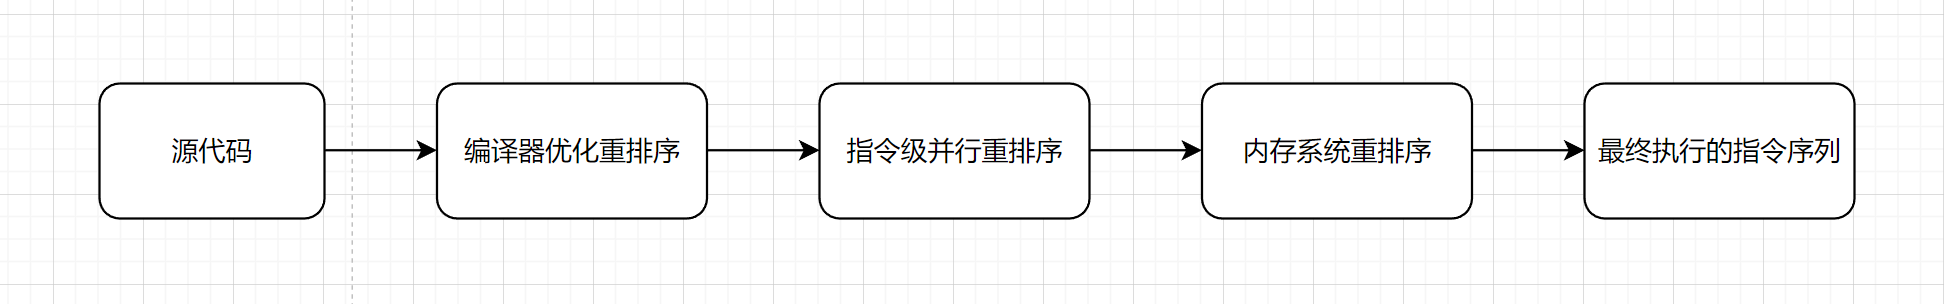 源代码
编译器优化重排序
指令级并行重排序
内存系统重排序
最终执行的指令序列